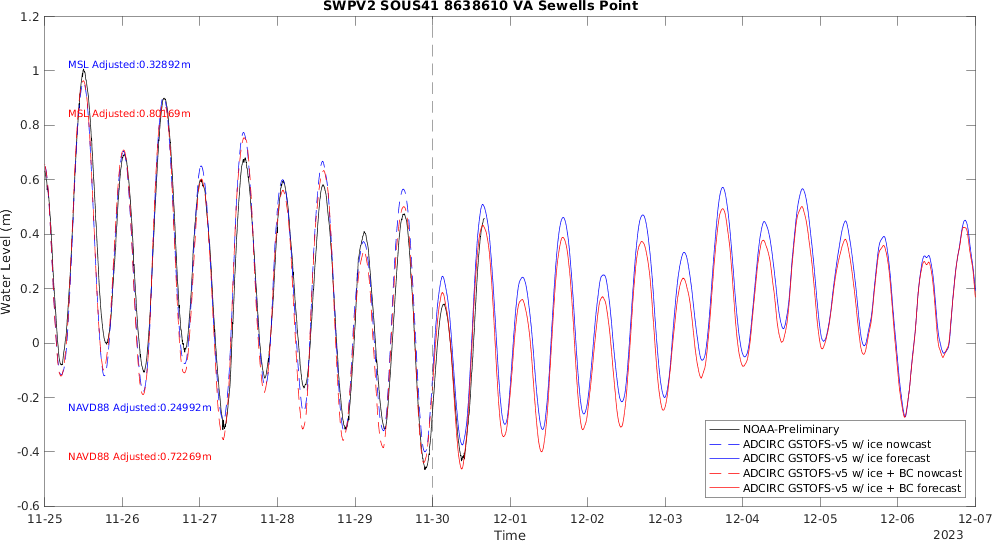 SWPV2 SOUS41 8638610 VA Sewells Point
1.2
1
0.8
0.6
0.4
0.2
0
-0.2
-0.4
-0.6
Water Level (m)
MSL Adjusted:0.32892m
MSL Adjusted:0.80169m
NAVD88 Adjusted:0.24992m
NAVD88 Adjusted:0.72269m
NOAA-Preliminary
ADCIRC GSTOFS-v5 w/ ice nowcast
ADCIRC GSTOFS-v5 w/ ice forecast
ADCIRC GSTOFS-v5 w/ ice + BC nowcast
ADCIRC GSTOFS-v5 w/ ice + BC forecast
11-25 11-26 11-27 11-28 11-29 11-30 12-01 12-02 12-03 12-04 12-05 12-06 12-07
Time
2023